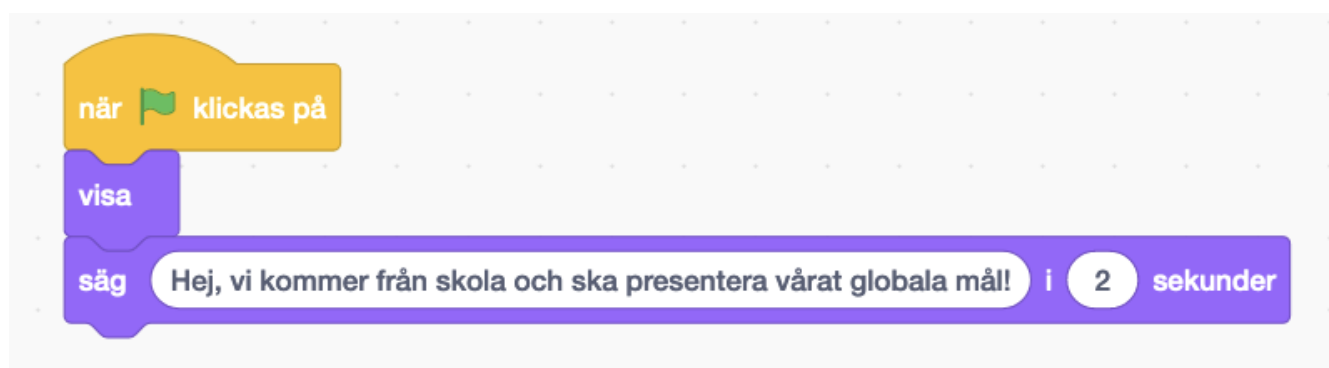 när klickas på
visa
säg Hej, vi kommer från skola och ska presentera vårat globala mål! i 2 sekunder